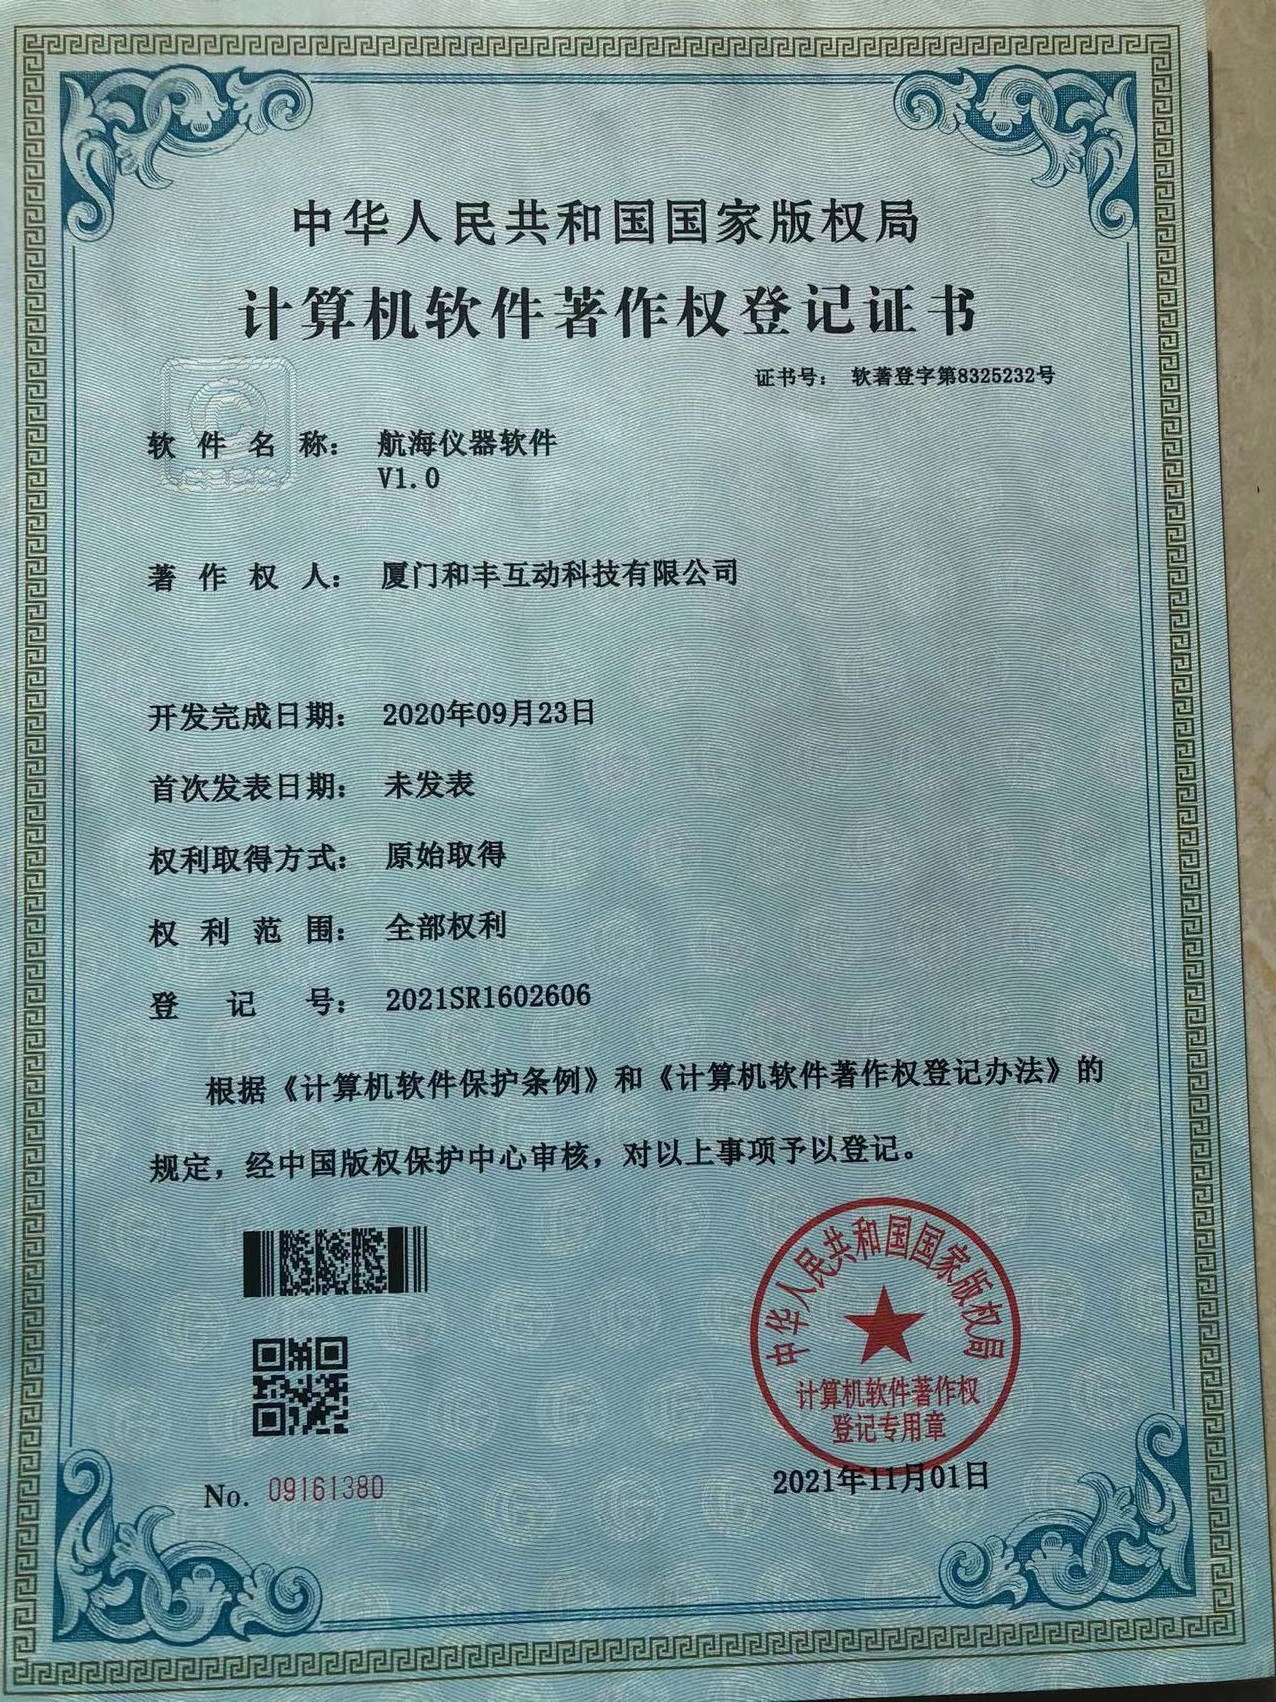 中华人民共和国国家版权局
计算机软件著作权登记证书
证书号： 软著登字第8325232号
软件名称： 航海仪器软件
V1.0
著作权人： 厦门和丰互动科技有限公司
开发完成日期： 2020年09月23日
首次发表日期： 未发表
权利取得方式： 原始取得
权利范围： 全部权利
登记号： 2021SR1602606
根据《计算机软件保护条例》和《计算机软件著作权登记办法》的
规定，经中国版权保护中心审核，对以上事项予以登记。
中华人民共和国国家版权局
计算机软件著作权
登记专用章
No. 09161380
2021年11月01日